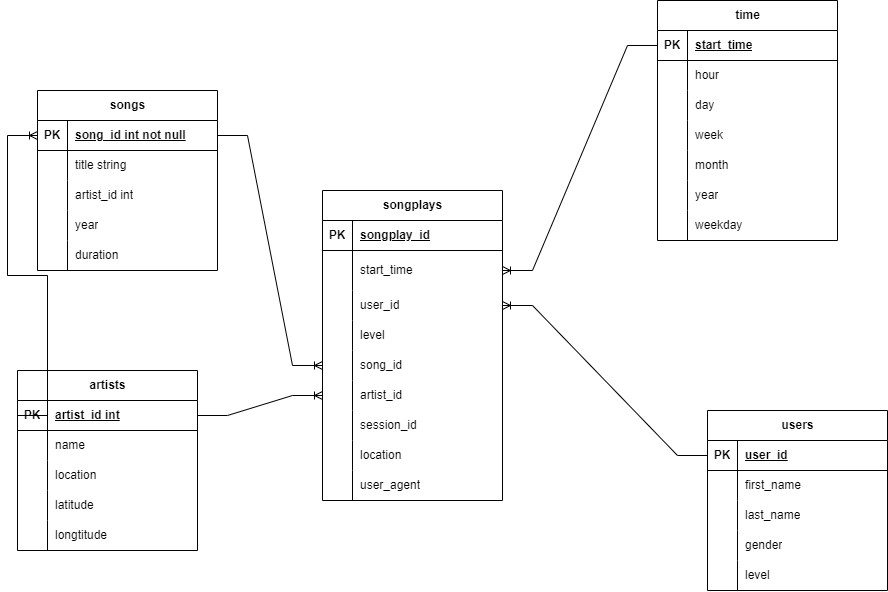 time
PK start_time
hour
day
week
month
year
weekday
songs
PK song_id int not null
title string
artist_id int
year
duration
songplays
PK songplay_id
start_time
user_id
level
song_id
artist_id
session_id
location
user_agent
artists
PK artist_id int
name
location
latitude
longtitude
users
PK user_id
first_name
last_name
gender
level